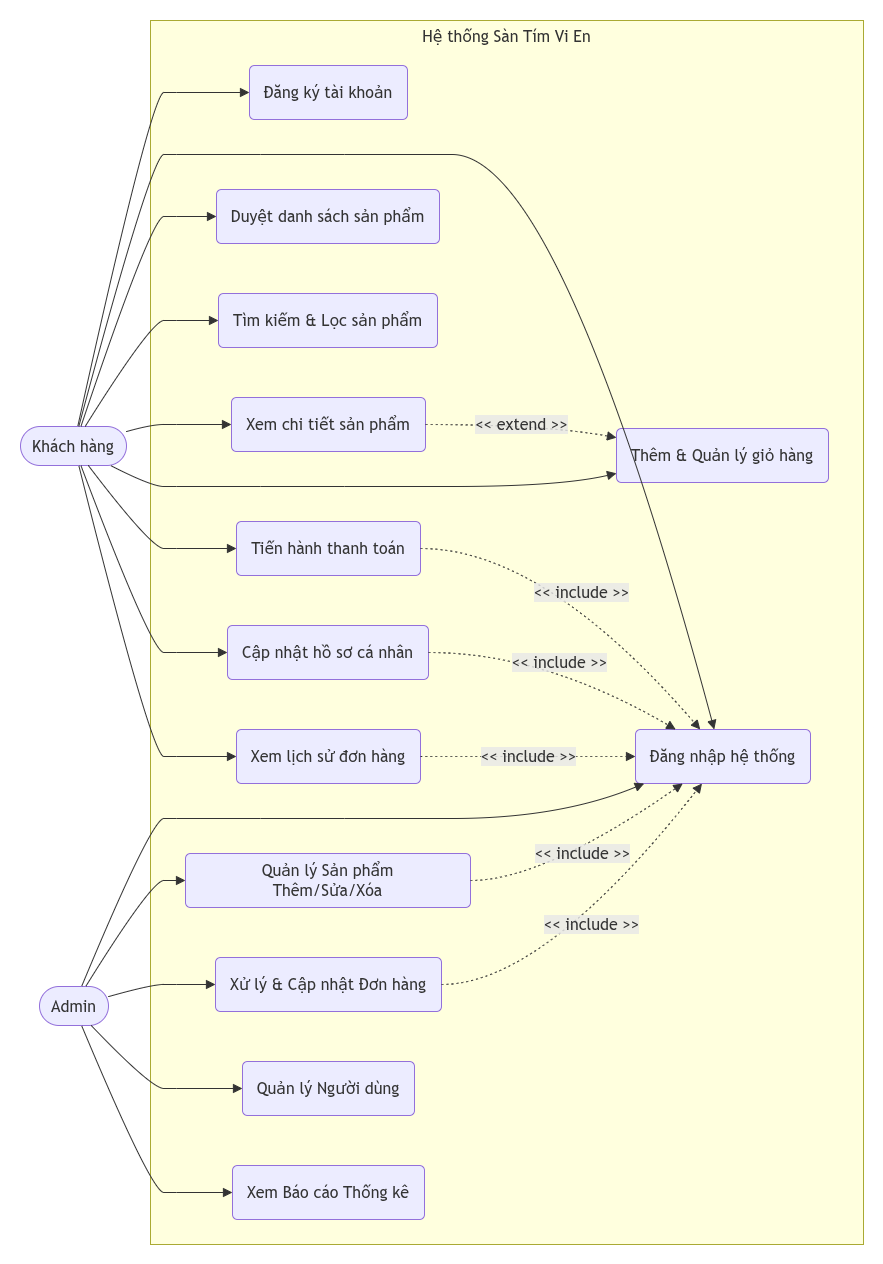 Hệ thống Sàn Tím Vi En
Đăng ký tài khoản
Duyệt danh sách sản phẩm
Tìm kiếm & Lọc sản phẩm
Xem chi tiết sản phẩm
<< extend >>
Khách hàng
Thêm & Quản lý giỏ hàng
Tiến hành thanh toán
<< include >>
Cập nhật hồ sơ cá nhân
<< include >>
Xem lịch sử đơn hàng
<< include >>
Đăng nhập hệ thống
<< include >>
Quản lý Sản phẩm
Thêm/Sửa/Xóa
<< include >>
Xử lý & Cập nhật Đơn hàng
Admin
Quản lý Người dùng
Xem Báo cáo Thống kê